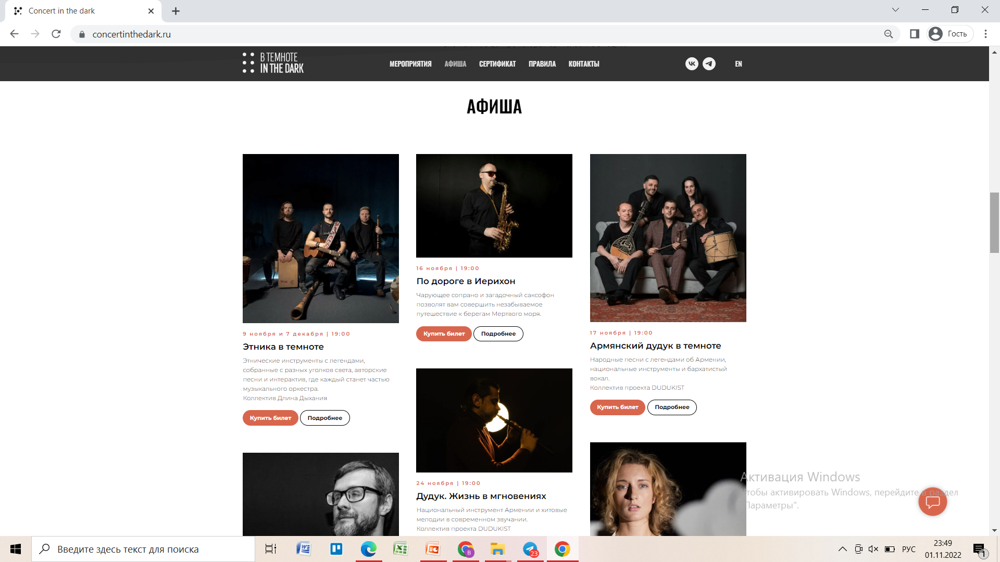 Concert in the dark
concertinthedark.ru
Гость
В ТЕМНОТЕ
IN THE DARK
МЕРОПРИЯТИЯ
АФИША
СЕРТИФИКАТ
ПРАВИЛА
КОНТАКТЫ
EN
АФИША
9 ноября и 7 декабря | 19:00
Этника в темноте
Этнические инструменты с легендами,
собранные с разных уголков света, авторские
песни и интерактив, где каждый станет частью
музыкального оркестра.
Коллектив Длина Дыхания
Купить билет
Подробнее
16 ноября | 19:00
По дороге в Иерихон
Чарующее сопрано и загадочный саксофон
позволят вам совершить незабываемое
путешествие к берегам Мертвого моря.
Купить билет
Подробнее
17 ноября | 19:00
Армянский дудук в темноте
Народные песни с легендами об Армении,
национальные инструменты и бархатистый
вокал.
Коллектив проекта DUDUKIST
Купить билет
Подробнее
24 ноября | 19:00
Дудук. Жизнь в мгновениях
Национальный инструмент Армении и хитовые
мелодии в современном звучании.
Коллектив проекта DUDUKIST
Активация Windows
Чтобы активировать Windows, перейдите в раздел
"Параметры".
Введите здесь текст для поиска
B
23
РУС
23:49
01.11.2022
1